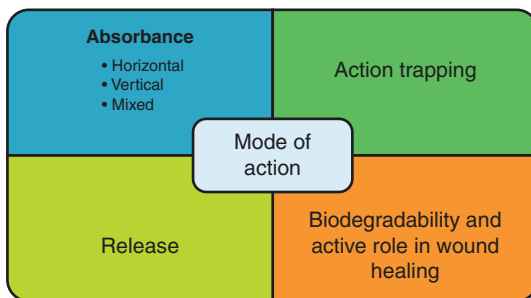 Absorbance
• Horizontal
• Vertical
• Mixed
Action trapping
Mode of
action
Release
Biodegradability and
active role in wound
healing